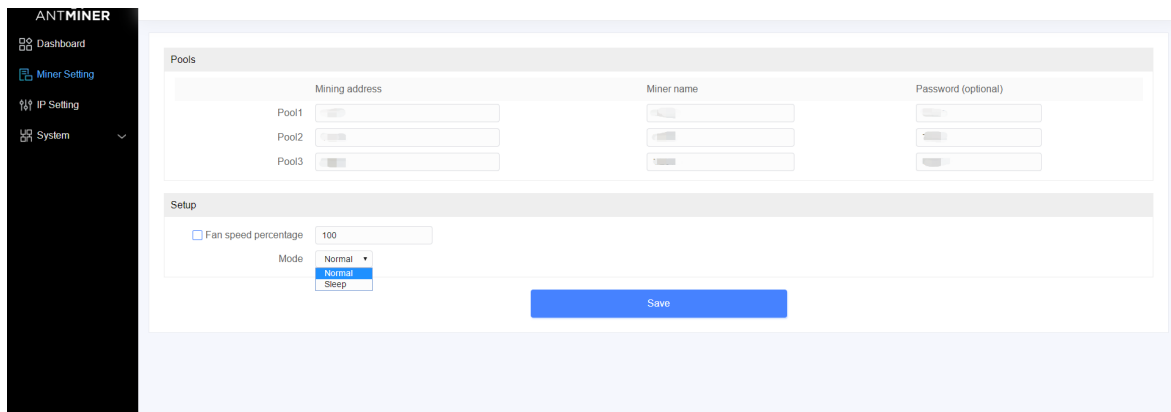 ANTMINER
Dashboard
Miner Setting
IP Setting
System
Pools
Mining address Miner name Password (optional)
Pool1
Pool2
Pool3
Setup
Fan speed percentage 100
Mode Normal
Normal
Sleep
Save